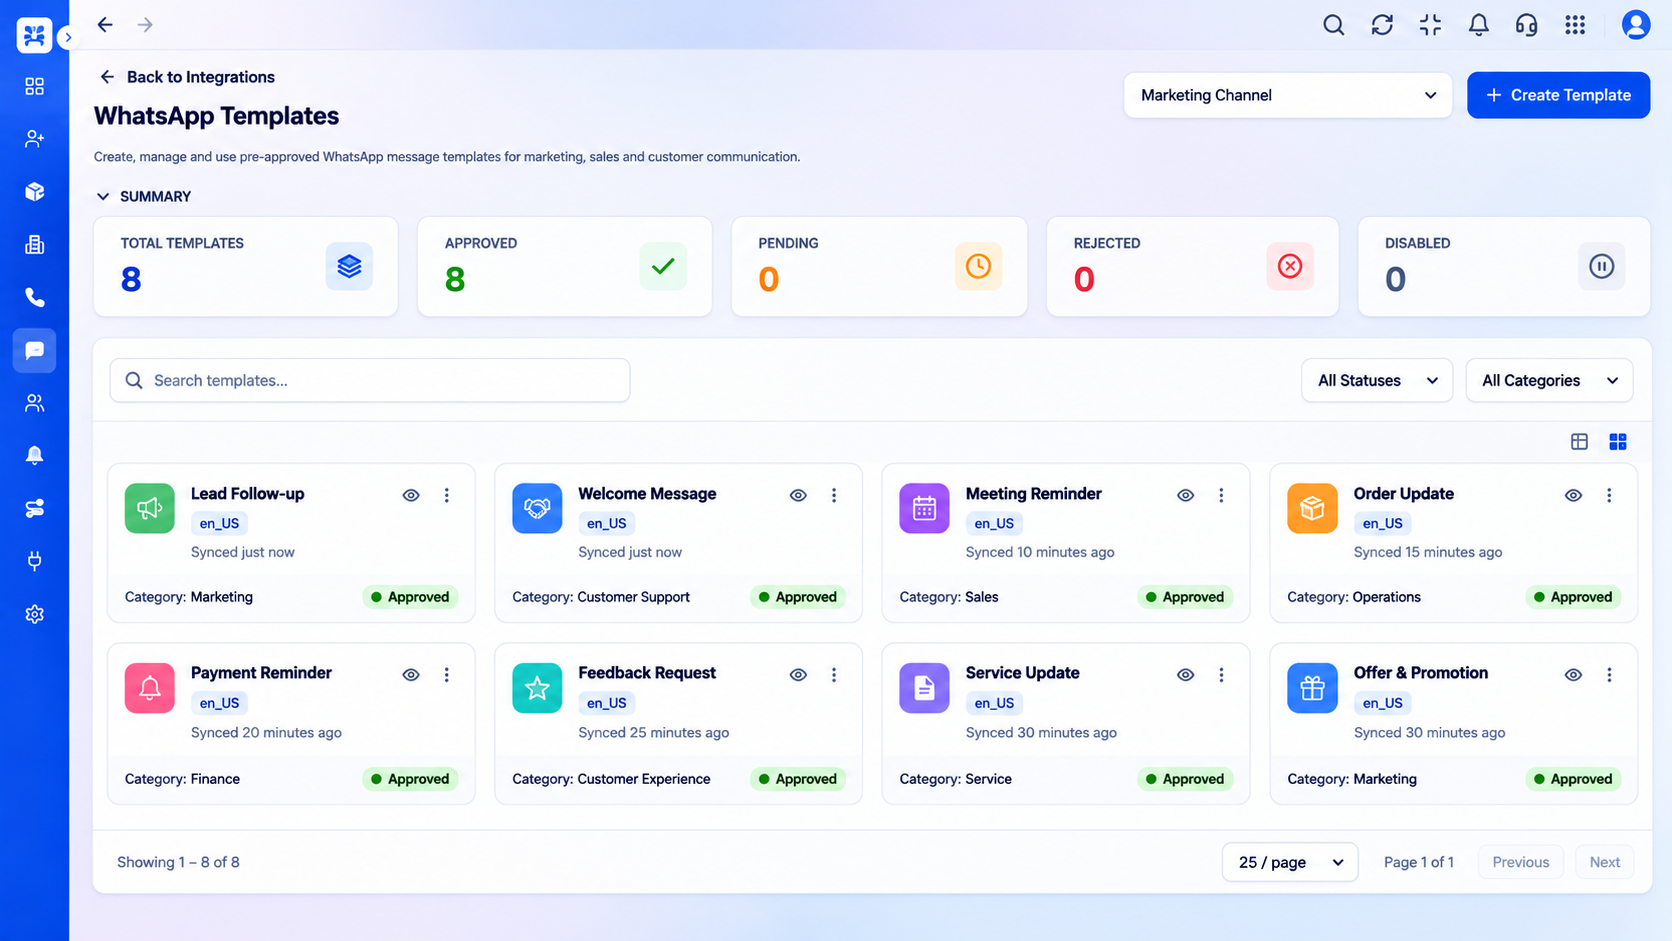 Back to Integrations
WhatsApp Templates
Marketing Channel
Create Template
Create, manage and use pre-approved WhatsApp message templates for marketing, sales and customer communication.
SUMMARY
TOTAL TEMPLATES
8
APPROVED
8
PENDING
0
REJECTED
0
DISABLED
0
Search templates...
All Statuses
All Categories
Lead Follow-up
en_US
Synced just now
Category: Marketing
Approved
Welcome Message
en_US
Synced just now
Category: Customer Support
Approved
Meeting Reminder
en_US
Synced 10 minutes ago
Category: Sales
Approved
Order Update
en_US
Synced 15 minutes ago
Category: Operations
Approved
Payment Reminder
en_US
Synced 20 minutes ago
Category: Finance
Approved
Feedback Request
en_US
Synced 25 minutes ago
Category: Customer Experience
Approved
Service Update
en_US
Synced 30 minutes ago
Category: Service
Approved
Offer & Promotion
en_US
Synced 30 minutes ago
Category: Marketing
Approved
Showing 1 – 8 of 8
25 / page
Page 1 of 1
Previous
Next